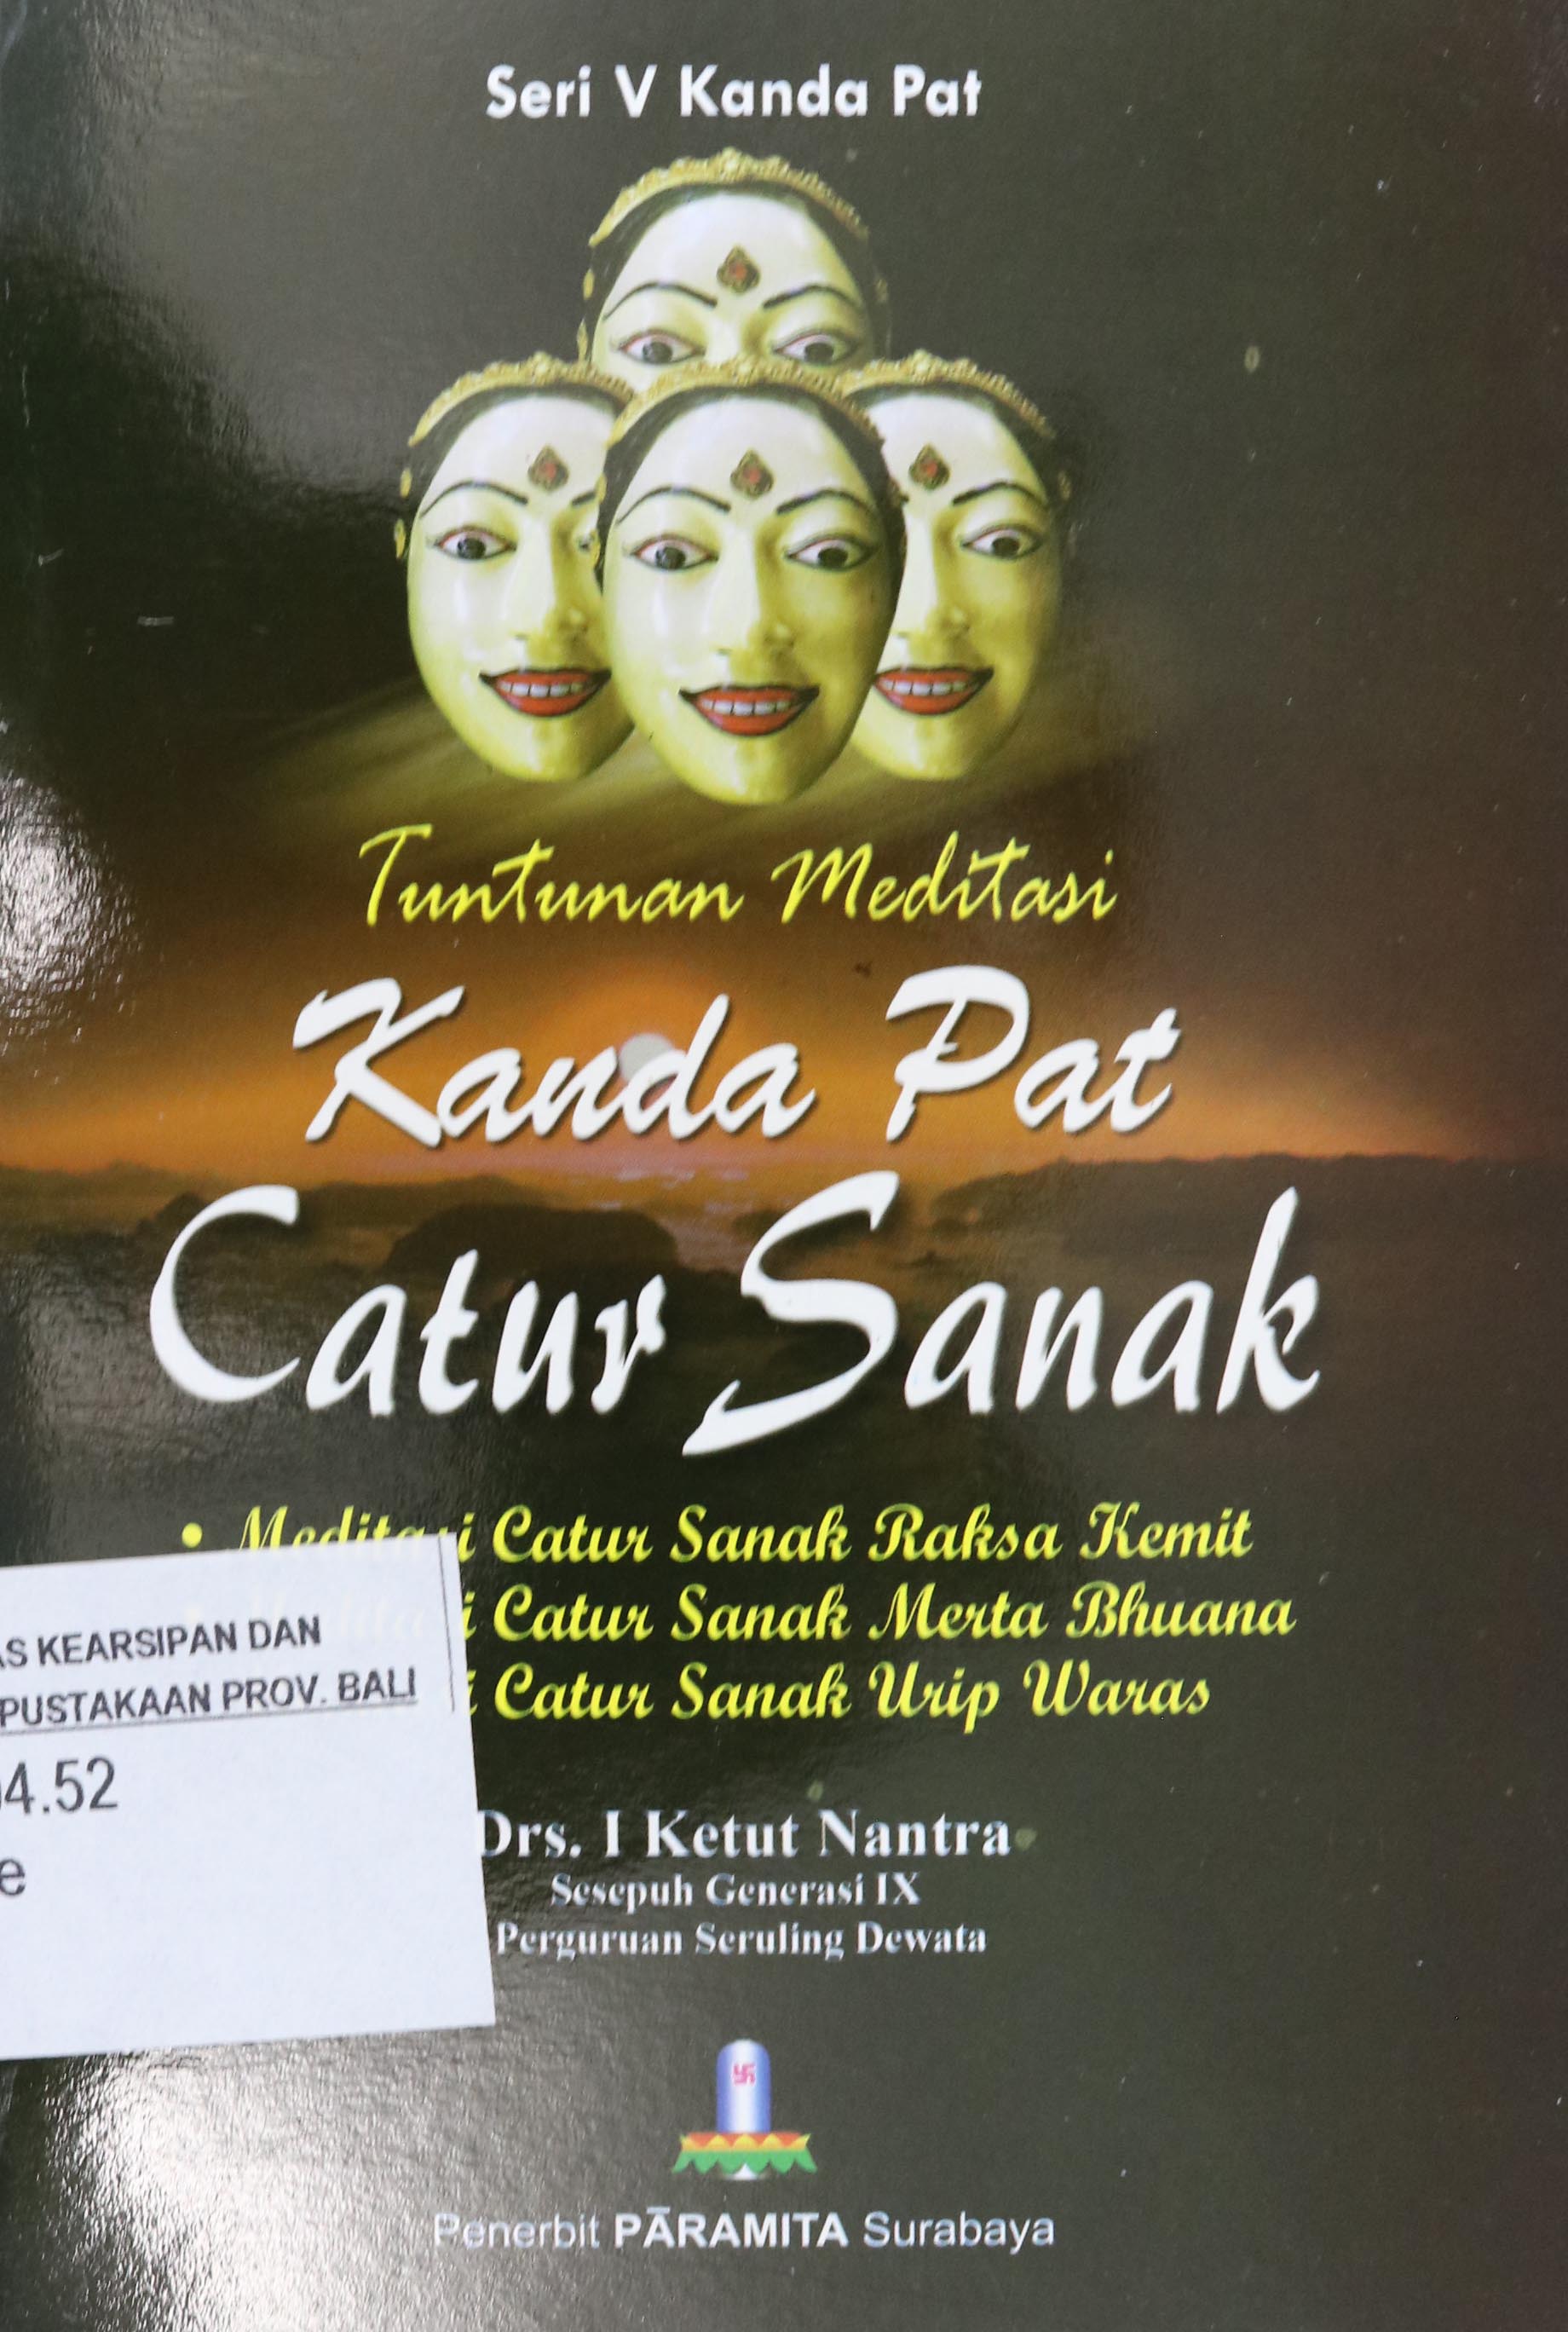 Seri V Kanda Pat
Tuntunan Meditasi
Kanda Pat
Catur Sanak
• Meditasi Catur Sanak Raksa Kemit
Meditasi Catur Sanak Merta Bhuana
Catur Sanak Urip Waras
AS KEARSIPAN DAN
PUSTAKAAN PROV. BALI
4.52
e
Drs. I Ketut Nantra
Sesepuh Generasi IX
Perguruan Seruling Dewata
Penerbit PĀRAMITA Surabaya